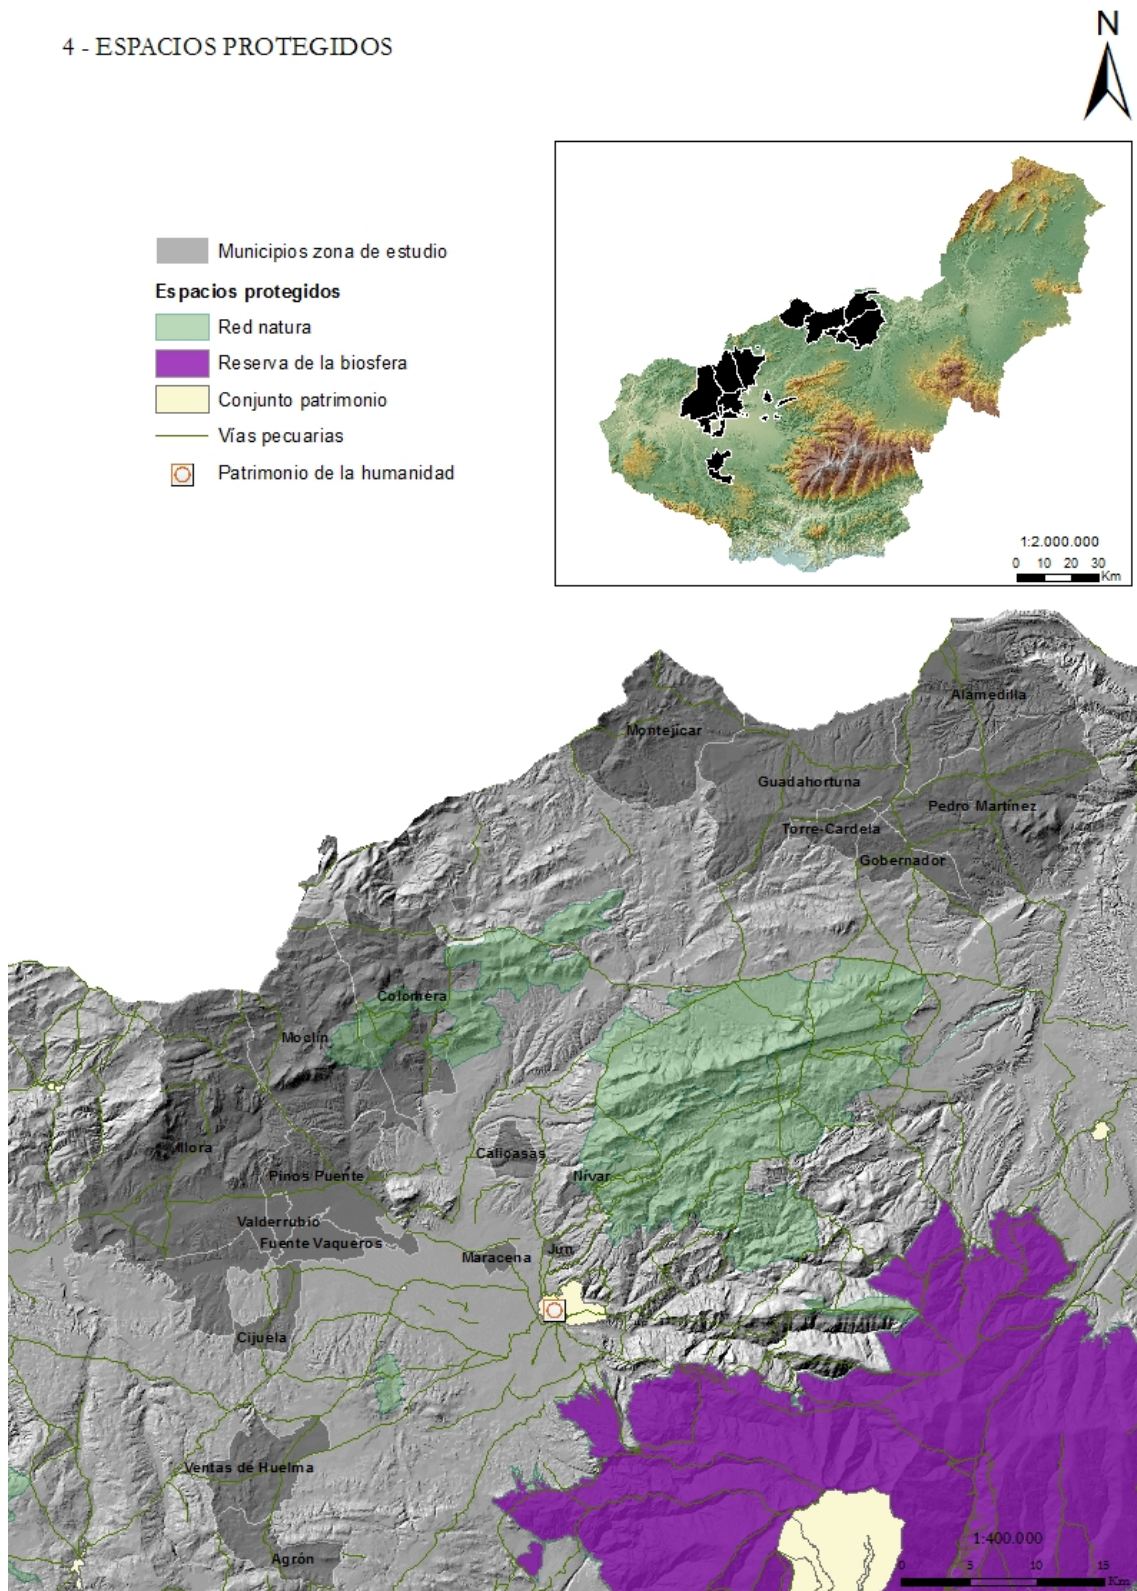 4 - ESPACIOS PROTEGIDOS
N
Municipios zona de estudio
Espacios protegidos
Red natura
Reserva de la biosfera
Conjunto patrimonio
Vías pecuarias
Patrimonio de la humanidad
1:2.000.000
0 10 20 30
Km
Alamedilla
Montejícar
Guadahortuna
Pedro Martínez
Torre-Cardela
Gobernador
Colomera
Moclín
Illora
Calicasas
Pinos Puente
Nívar
Valderrubio
Fuente Vaqueros
Jun
Maracena
Cijuela
Ventas de Huelma
Agrón
1:400.000
0 5 10 15
Km